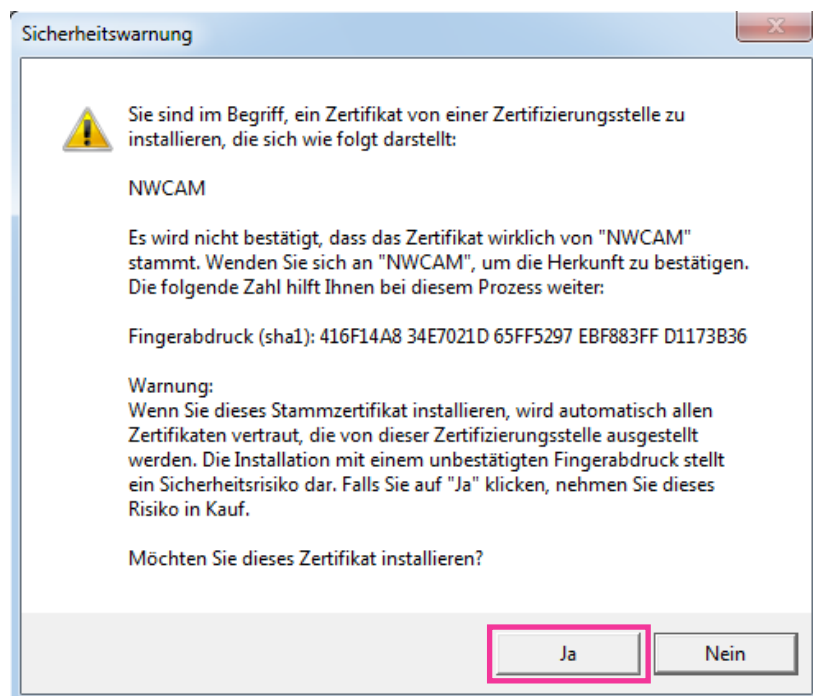 Sicherheitswarnung
Sie sind im Begriff, ein Zertifikat von einer Zertifizierungsstelle zu
installieren, die sich wie folgt darstellt:
NWCAM
Es wird nicht bestätigt, dass das Zertifikat wirklich von "NWCAM"
stammt. Wenden Sie sich an "NWCAM", um die Herkunft zu bestätigen.
Die folgende Zahl hilft Ihnen bei diesem Prozess weiter:
Fingerabdruck (sha1): 416F14A8 34E7021D 65FF5297 EBF883FF D1173B36
Warnung:
Wenn Sie dieses Stammzertifikat installieren, wird automatisch allen
Zertifikaten vertraut, die von dieser Zertifizierungsstelle ausgestellt
werden. Die Installation mit einem unbestätigten Fingerabdruck stellt
ein Sicherheitsrisiko dar. Falls Sie auf "Ja" klicken, nehmen Sie dieses
Risiko in Kauf.
Möchten Sie dieses Zertifikat installieren?
Ja
Nein